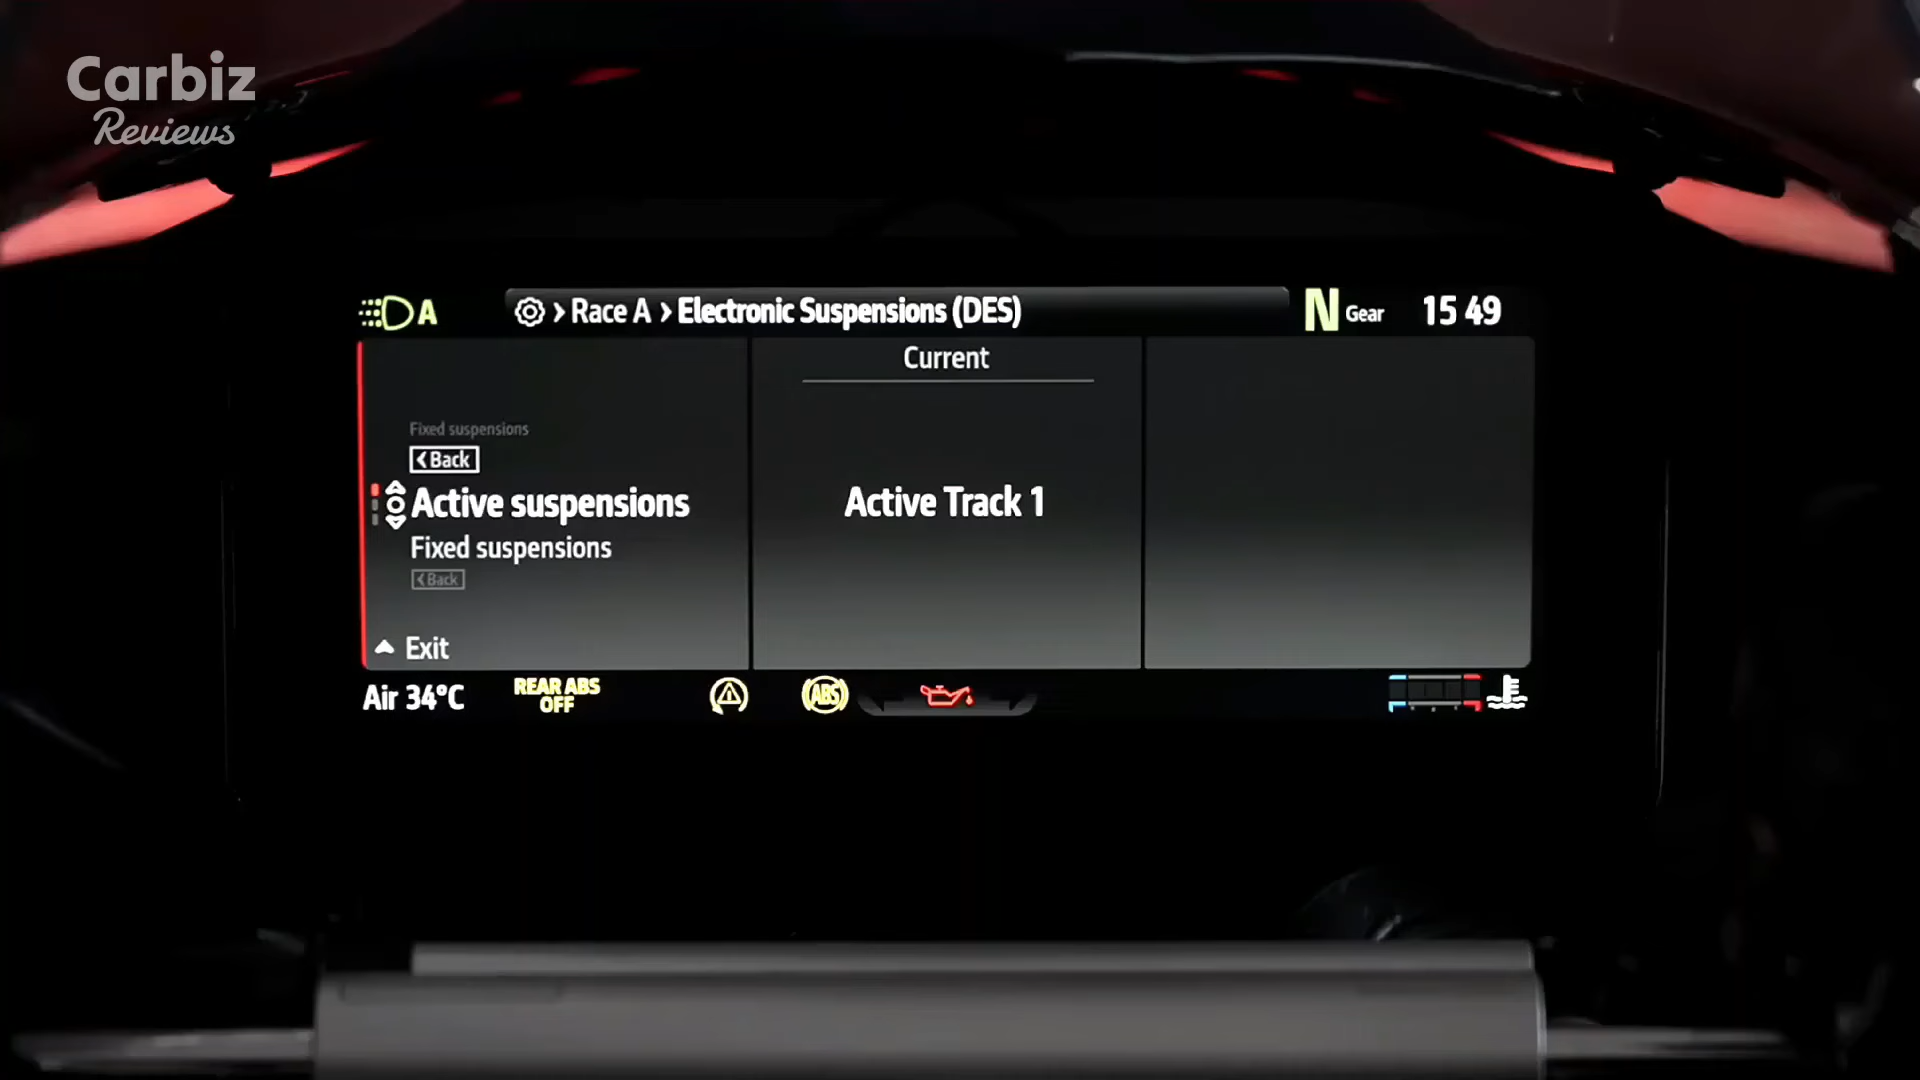 Carbiz
Reviews
A
> Race A > Electronic Suspensions (DES)
N Gear
15 49
Fixed suspensions
< Back
Active suspensions
Fixed suspensions
< Back
Exit
Current
Active Track 1
Air 34°C
REAR ABS
OFF
ABS